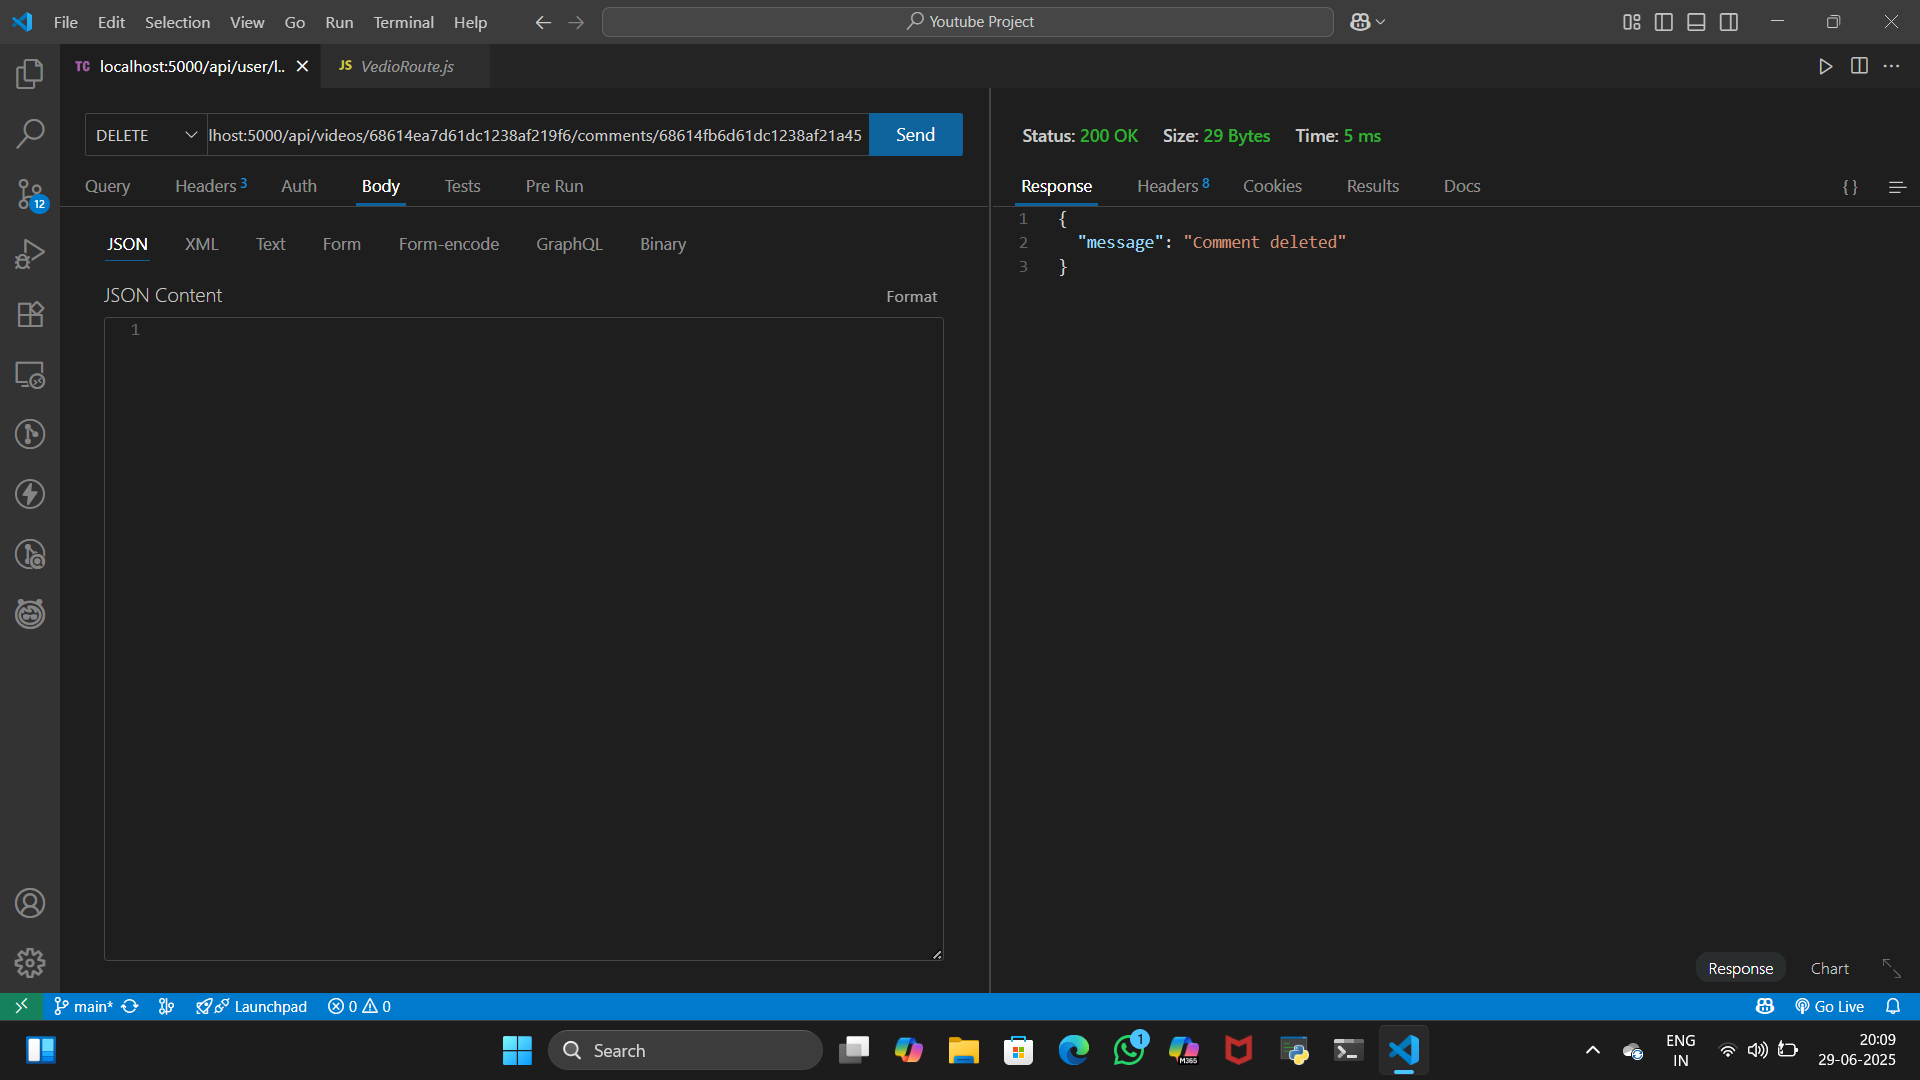 File Edit Selection View Go Run Terminal Help
Youtube Project
TC localhost:5000/api/user/l..
JS VedioRoute.js
DELETE
lhost:5000/api/videos/68614ea7d61dc1238af219f6/comments/68614fb6d61dc1238af21a45
Send
Query Headers 3 Auth Body Tests Pre Run
JSON XML Text Form Form-encode GraphQL Binary
JSON Content
Format
1
Status: 200 OK Size: 29 Bytes Time: 5 ms
Response Headers 8 Cookies Results Docs
{ }
1 {
2 "message": "Comment deleted"
3 }
12
Response Chart
main* Launchpad 0 0
Go Live
Search
1
M365
ENG
IN
20:09
29-06-2025